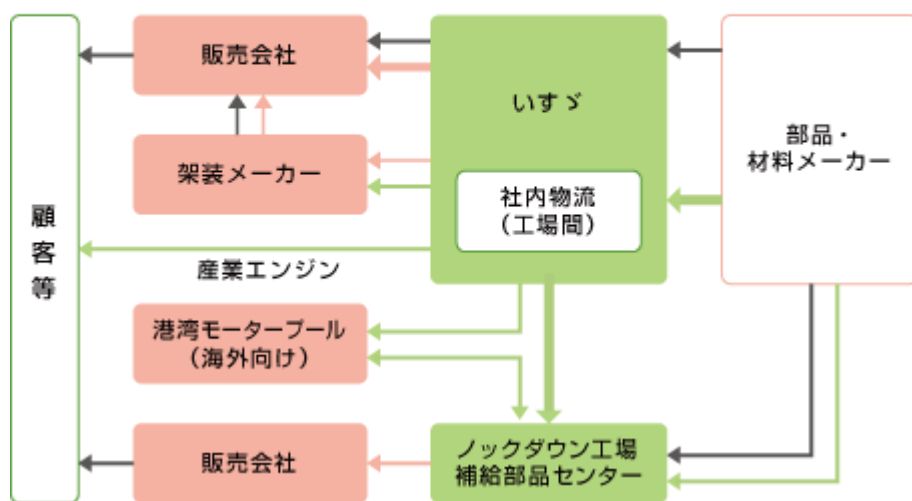 販売会社
いすゞ
部品・
材料メーカー
架装メーカー
社内物流
（工場間）
顧客等
産業エンジン
港湾モータープール
（海外向け）
販売会社
ノックダウン工場
補給部品センター